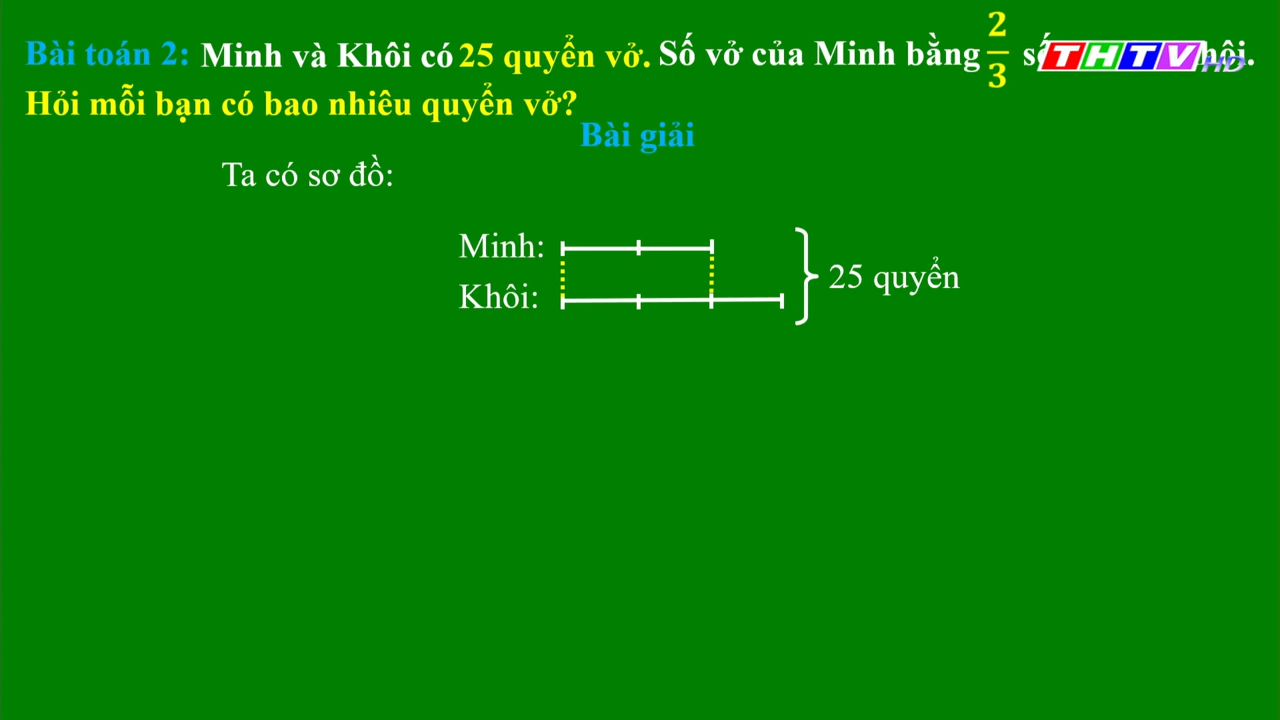 Bài toán 2: Minh và Khôi có 25 quyển vở. Số vở của Minh bằng 2/3 THTV HD
Hỏi mỗi bạn có bao nhiêu quyển vở?
Bài giải
Ta có sơ đồ:
Minh:
25 quyển
Khôi: